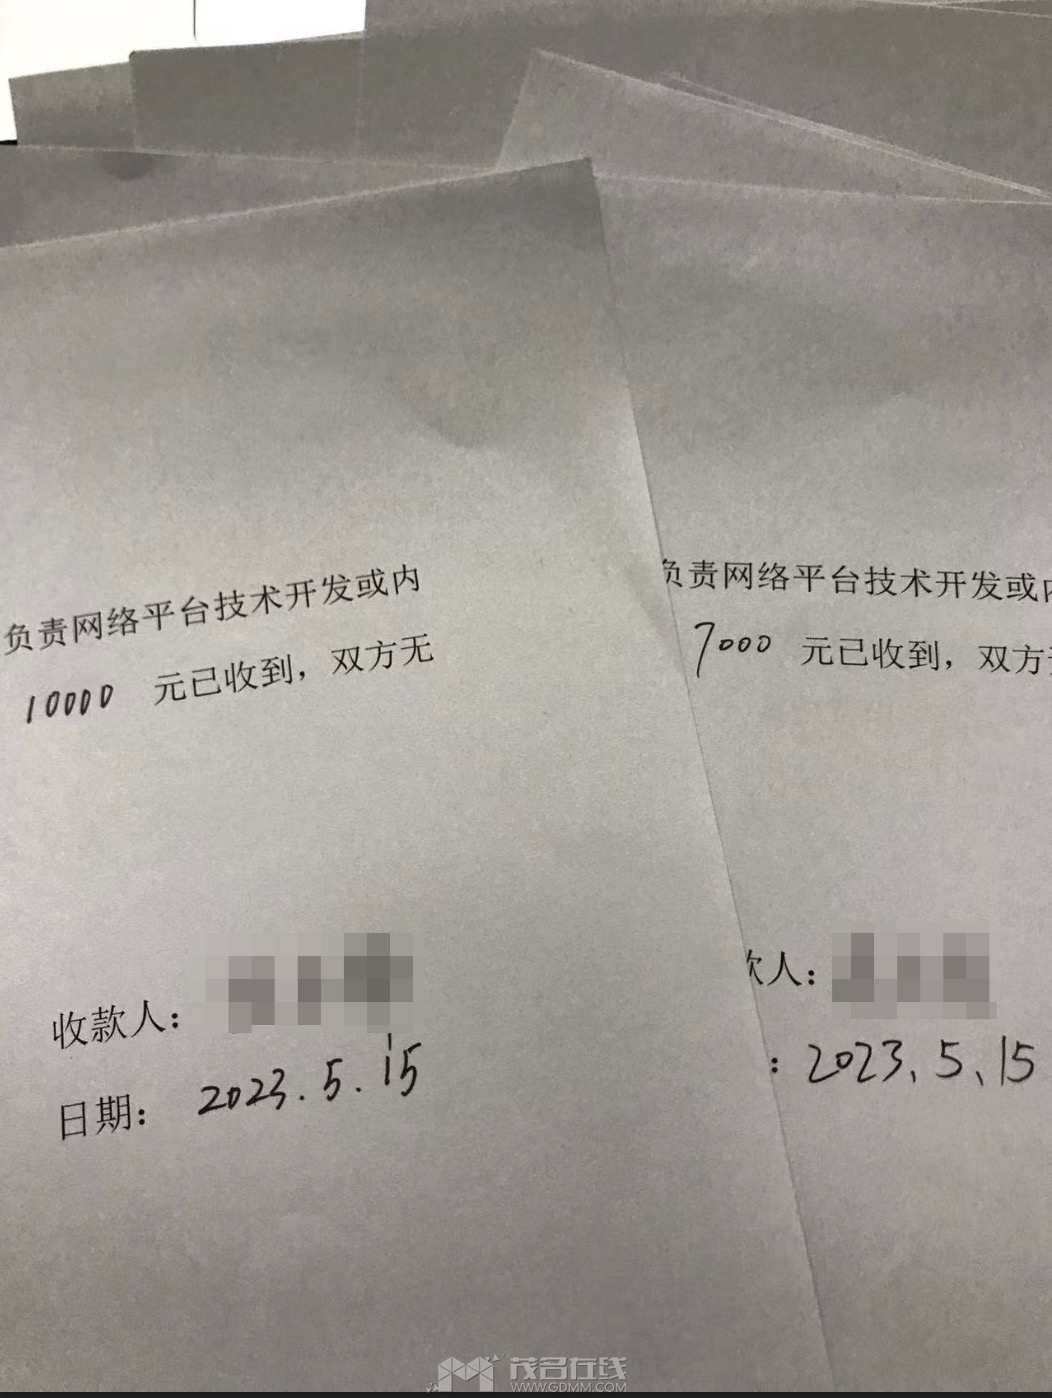 负责网络平台技术开发或内
10000 元已收到，双方无
收款人：
日期： 2023.5.15
负责网络平台技术开发或
7000 元已收到，双方
款人：
：2023、5、15
茂名在线
WWW.GDMM.COM